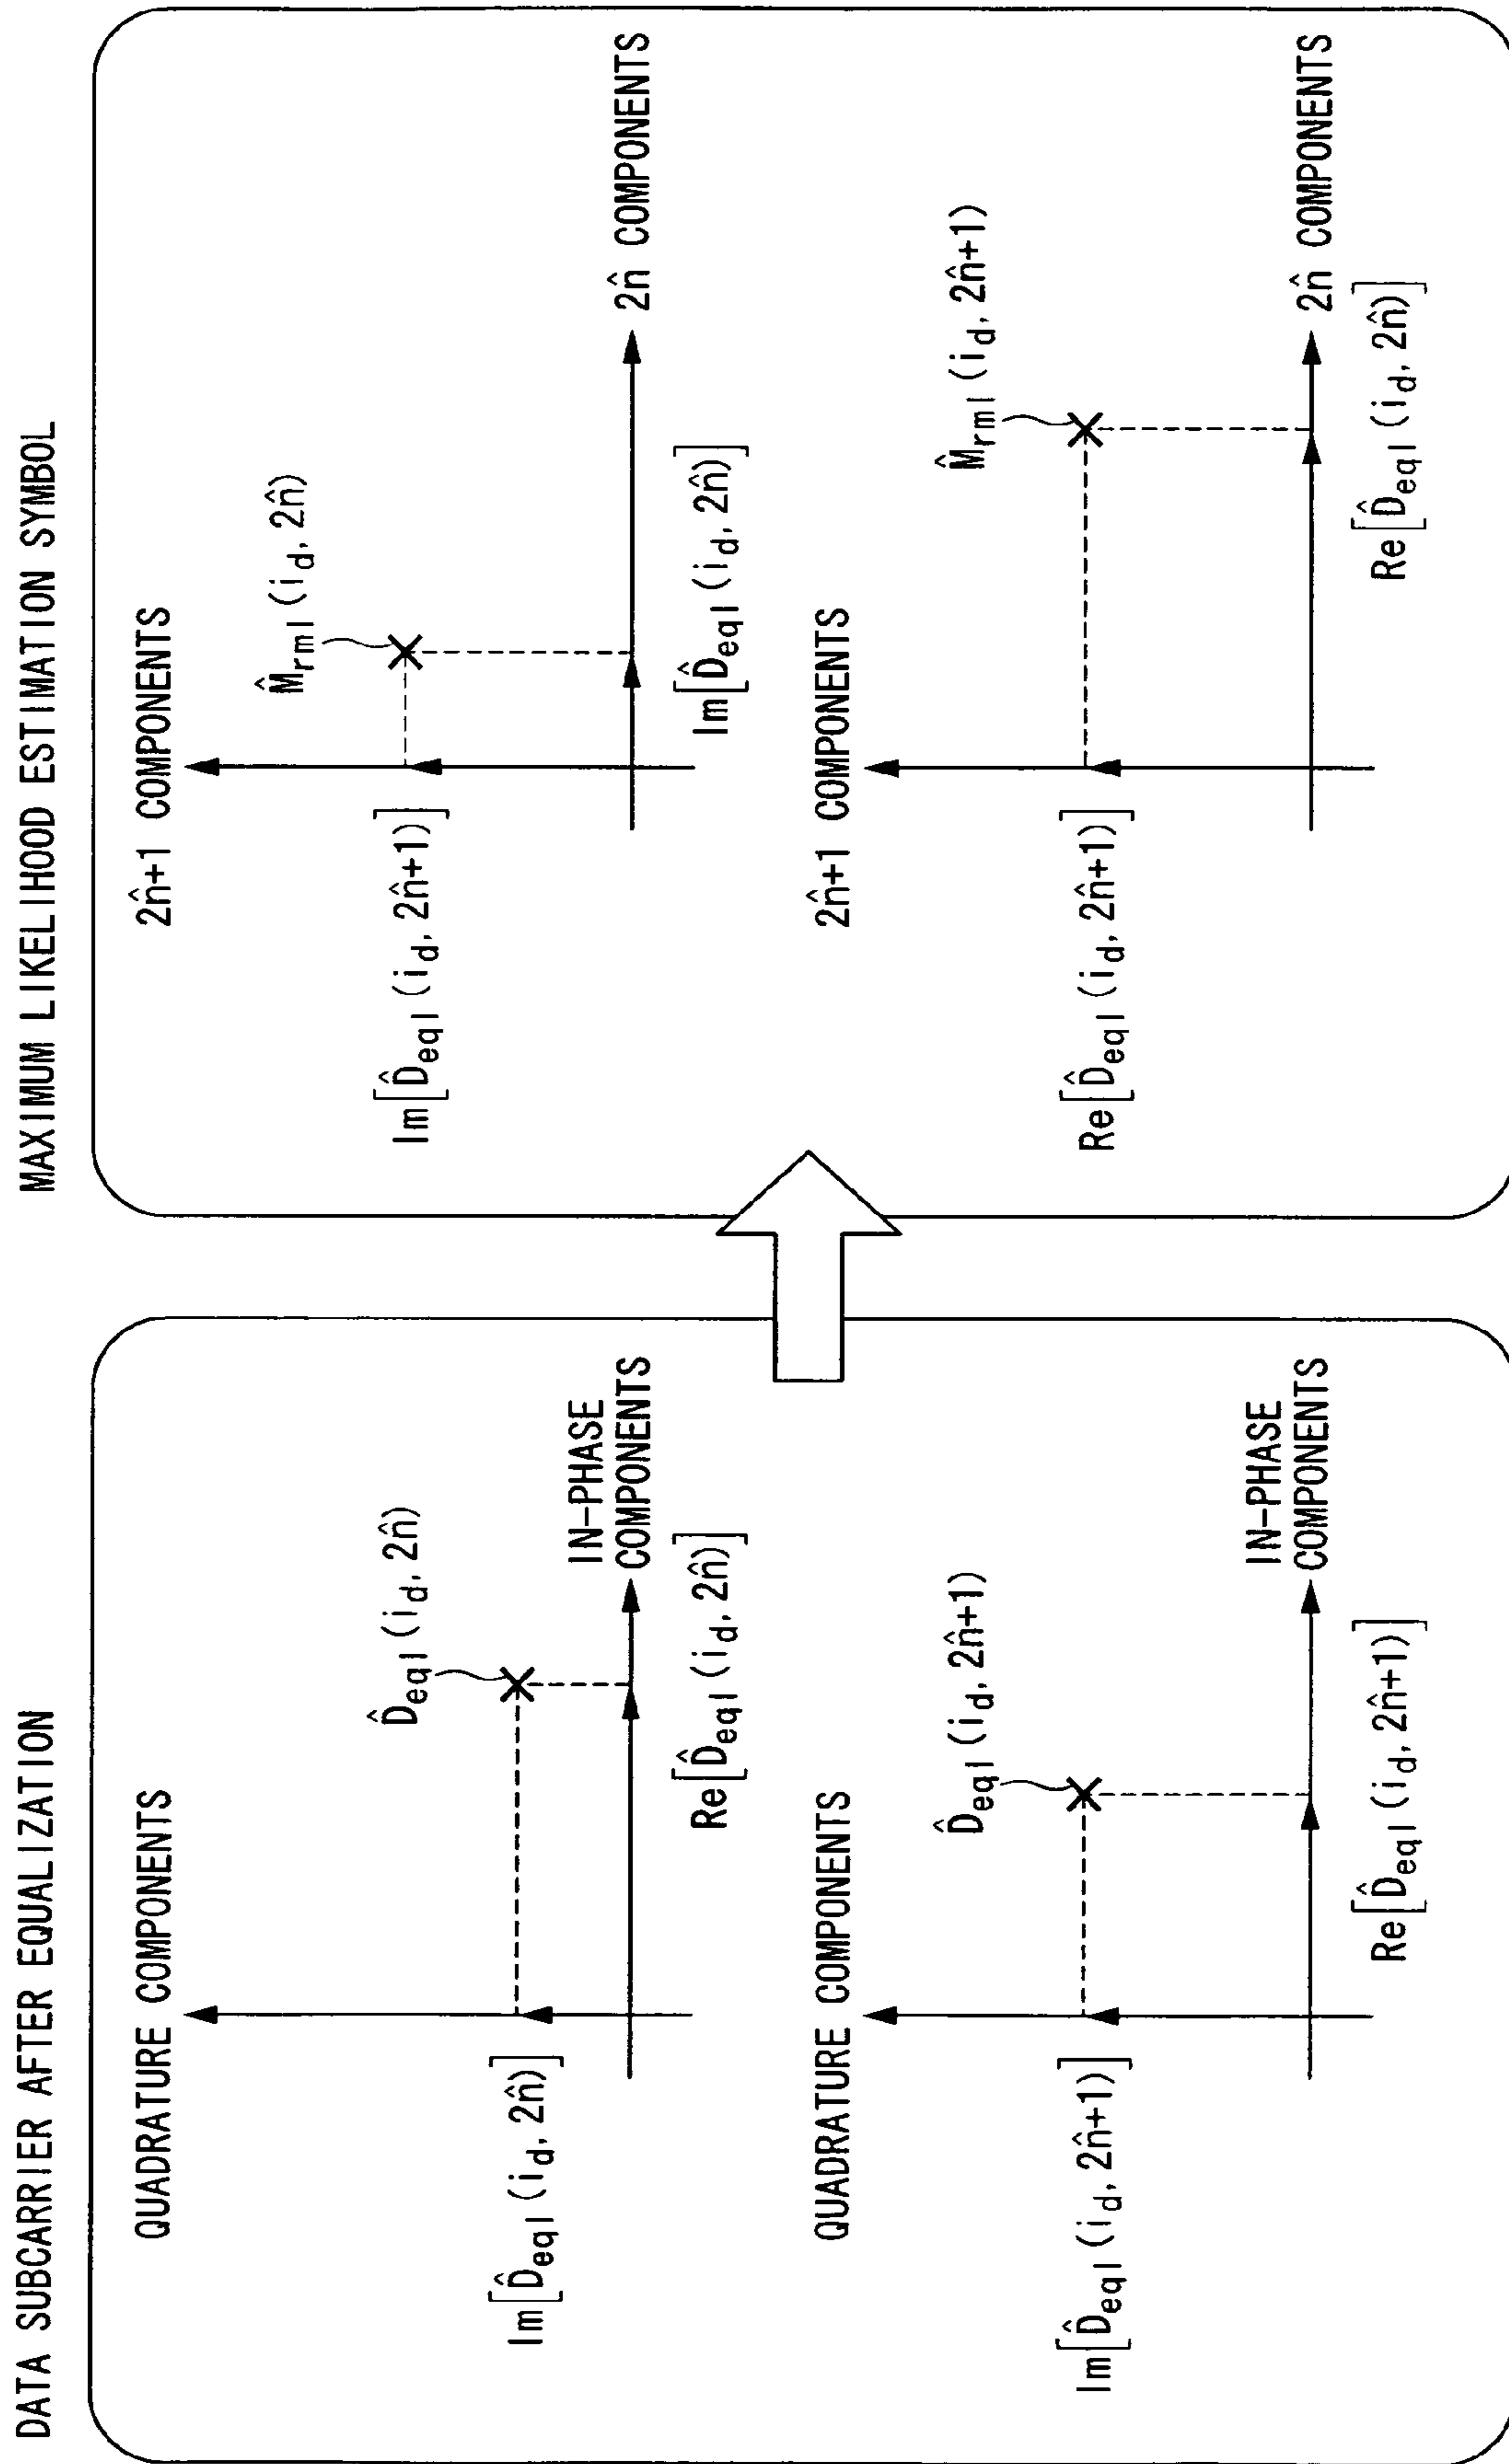 DATA SUBCARRIER AFTER EQUALIZATION
QUADRATURE COMPONENTS
D̂eql (id, 2n̂)
Im[D̂eql (id, 2n̂)]
IN-PHASE
COMPONENTS
Re[D̂eql (id, 2n̂)]
QUADRATURE COMPONENTS
D̂eql (id, 2n̂+1)
Im[D̂eql (id, 2n̂+1)]
IN-PHASE
COMPONENTS
Re[D̂eql (id, 2n̂+1)]
MAXIMUM LIKELIHOOD ESTIMATION SYMBOL
2n̂+1 COMPONENTS
M̂rml (id, 2n̂)
Im[D̂eql (id, 2n̂+1)]
2n̂ COMPONENTS
Im[D̂eql (id, 2n̂)]
2n̂+1 COMPONENTS
M̂rml (id, 2n̂+1)
Re[D̂eql (id, 2n̂+1)]
2n̂ COMPONENTS
Re[D̂eql (id, 2n̂)]